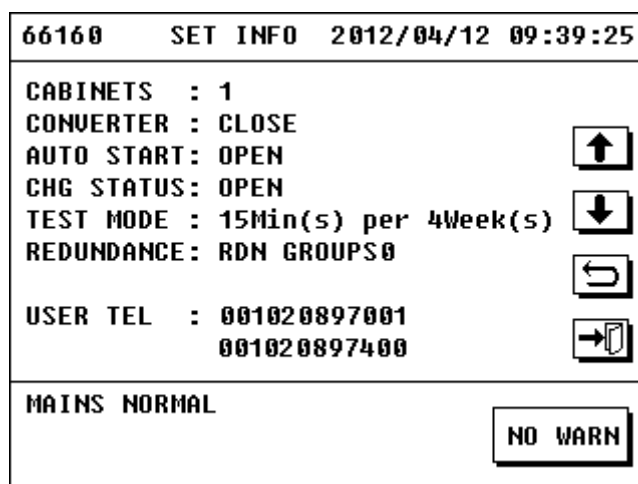 66160 SET INFO 2012/04/12 09:39:25
CABINETS : 1
CONVERTER : CLOSE
AUTO START: OPEN
CHG STATUS: OPEN
TEST MODE : 15Min(s) per 4Week(s)
REDUNDANCE: RDN GROUPS0
USER TEL : 001020897001
001020897400
MAINS NORMAL
NO WARN